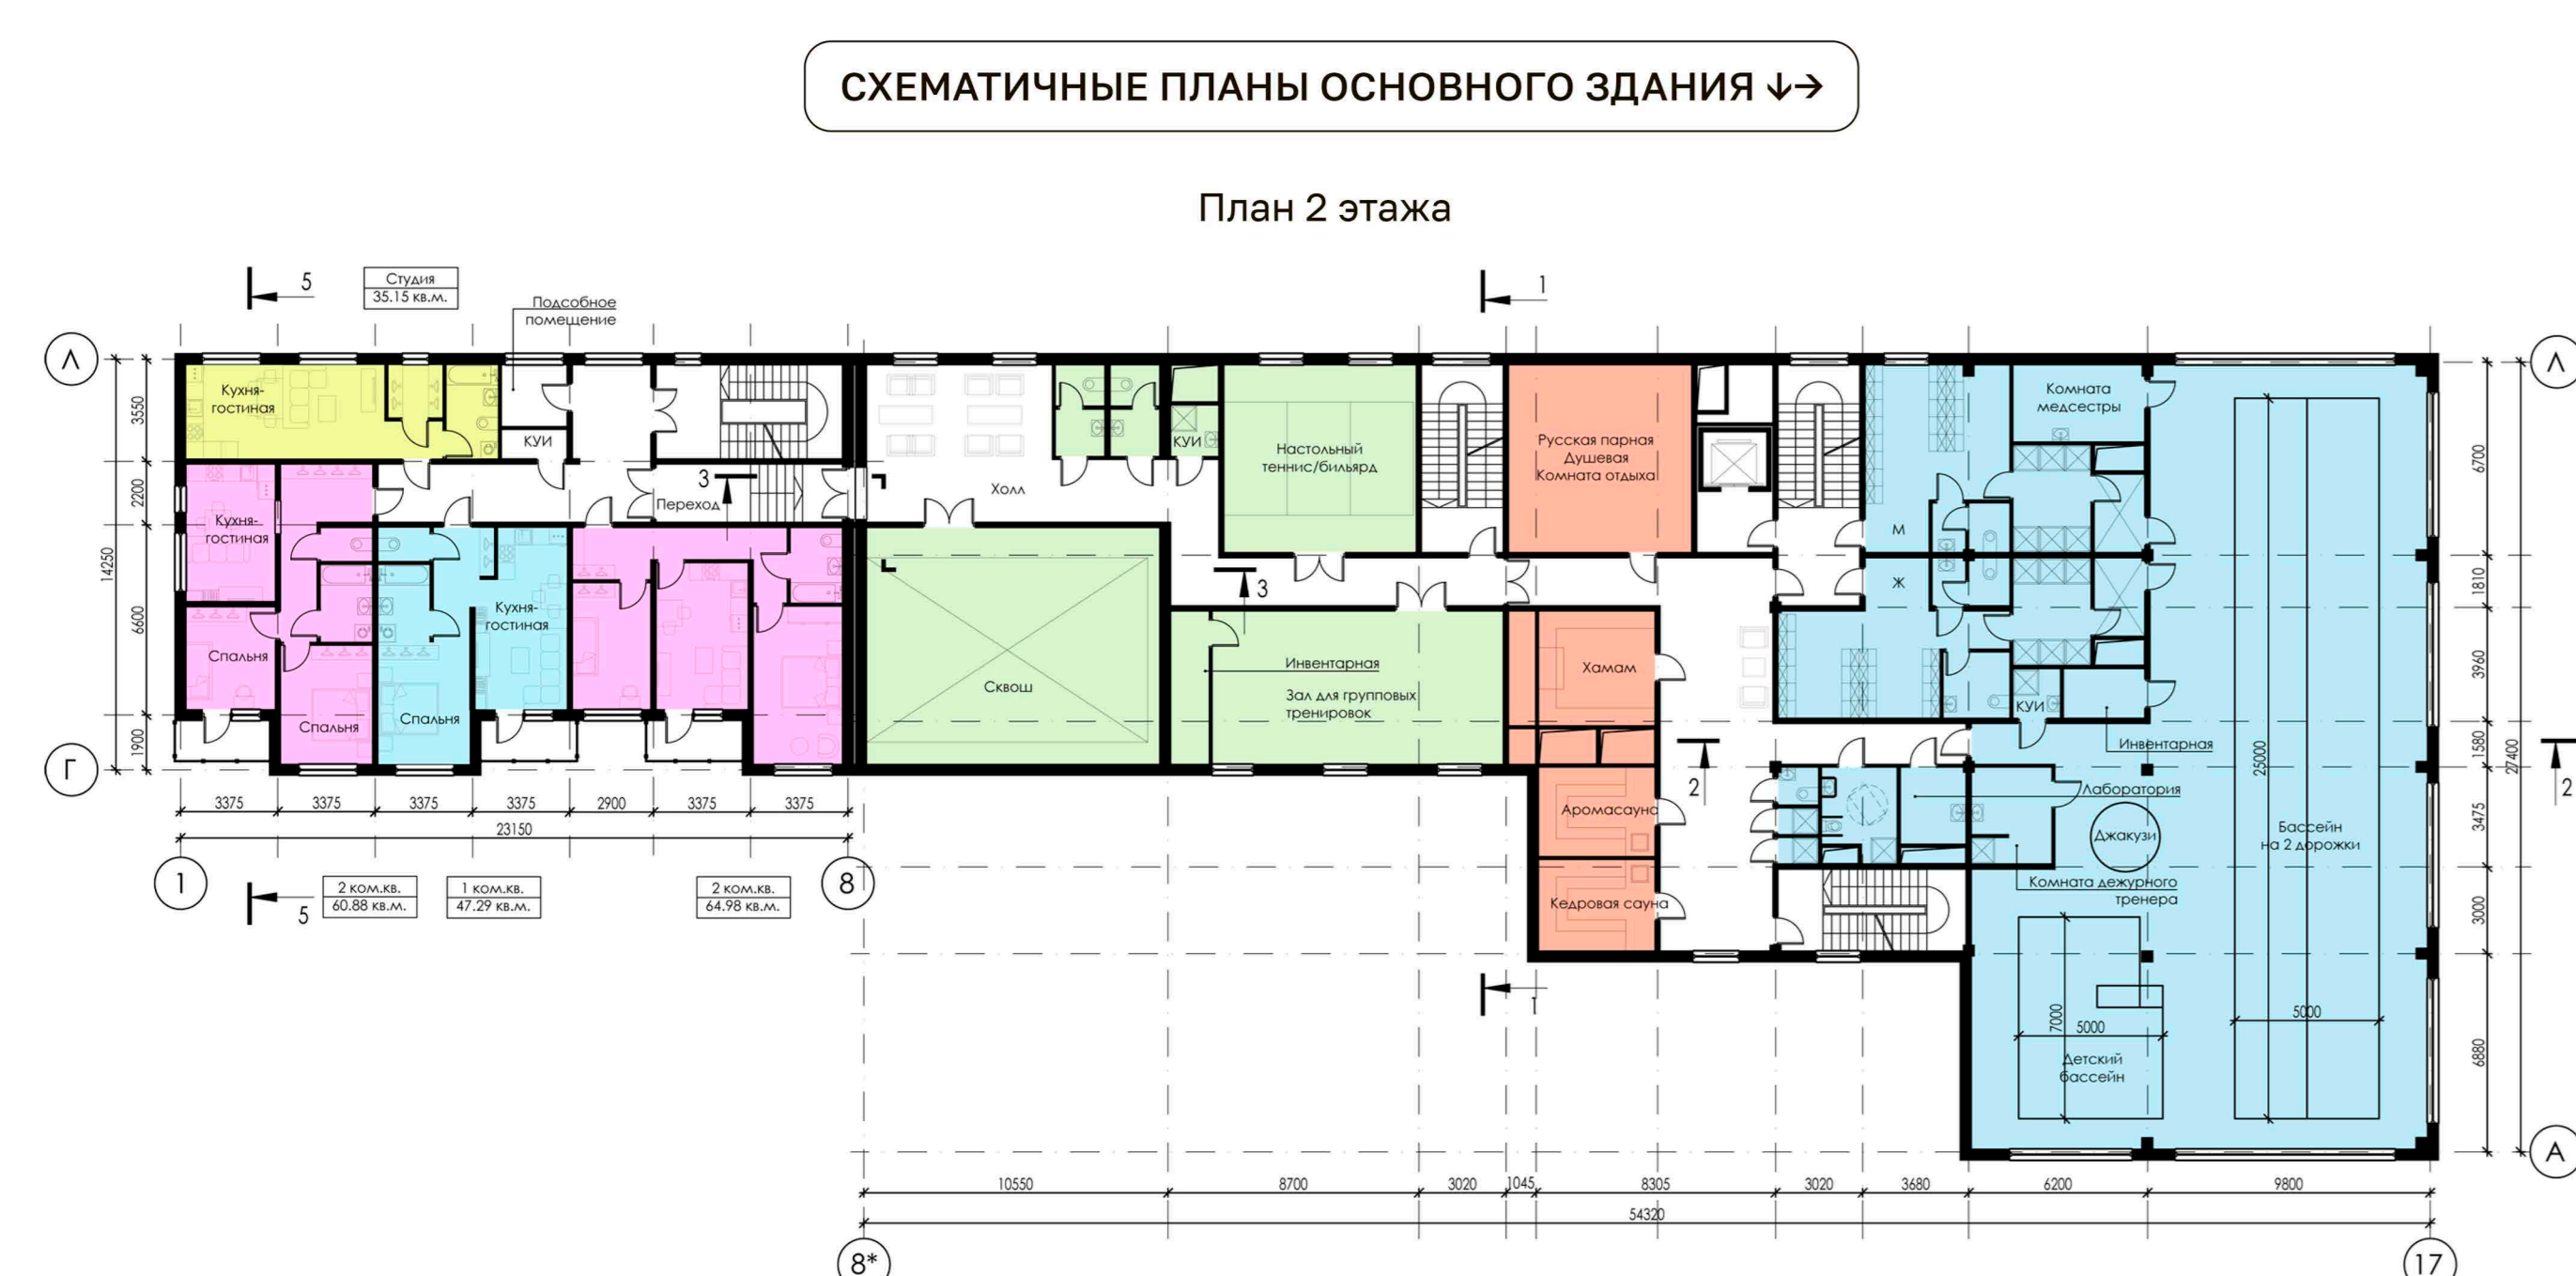 СХЕМАТИЧНЫЕ ПЛАНЫ ОСНОВНОГО ЗДАНИЯ ↓→
План 2 этажа
5
Студия
35.15 кв.м.
Подсобное
помещение
1
Л
Л
Кухня-
гостиная
КУИ
3
Переход
Холл
КУИ
Настольный
теннис/бильярд
Русская парная
Душевая
Комната отдыха
Комната
медсестры
М
Ж
Кухня-
гостиная
Кухня-
гостиная
Спальня
Спальня
Спальня
Сквош
3
Инвентарная
Зал для групповых
тренировок
Хамам
Аромасауна
Кедровая сауна
КУИ
Инвентарная
Лаборатория
Джакузи
Комната дежурного
тренера
Бассейн
на 2 дорожки
25000
5000
7000
5000
Детский
бассейн
2
2
1
3550
2200
6600
1900
14250
Г
3375
3375
3375
3375
2900
3375
3375
23150
1
8
5
2 ком.кв.
60.88 кв.м.
1 ком.кв.
47.29 кв.м.
2 ком.кв.
64.98 кв.м.
6700
1810
3960
1580
3475
3000
6880
27400
А
10550
8700
3020
1045
8305
3020
3680
6200
9800
54320
8*
17